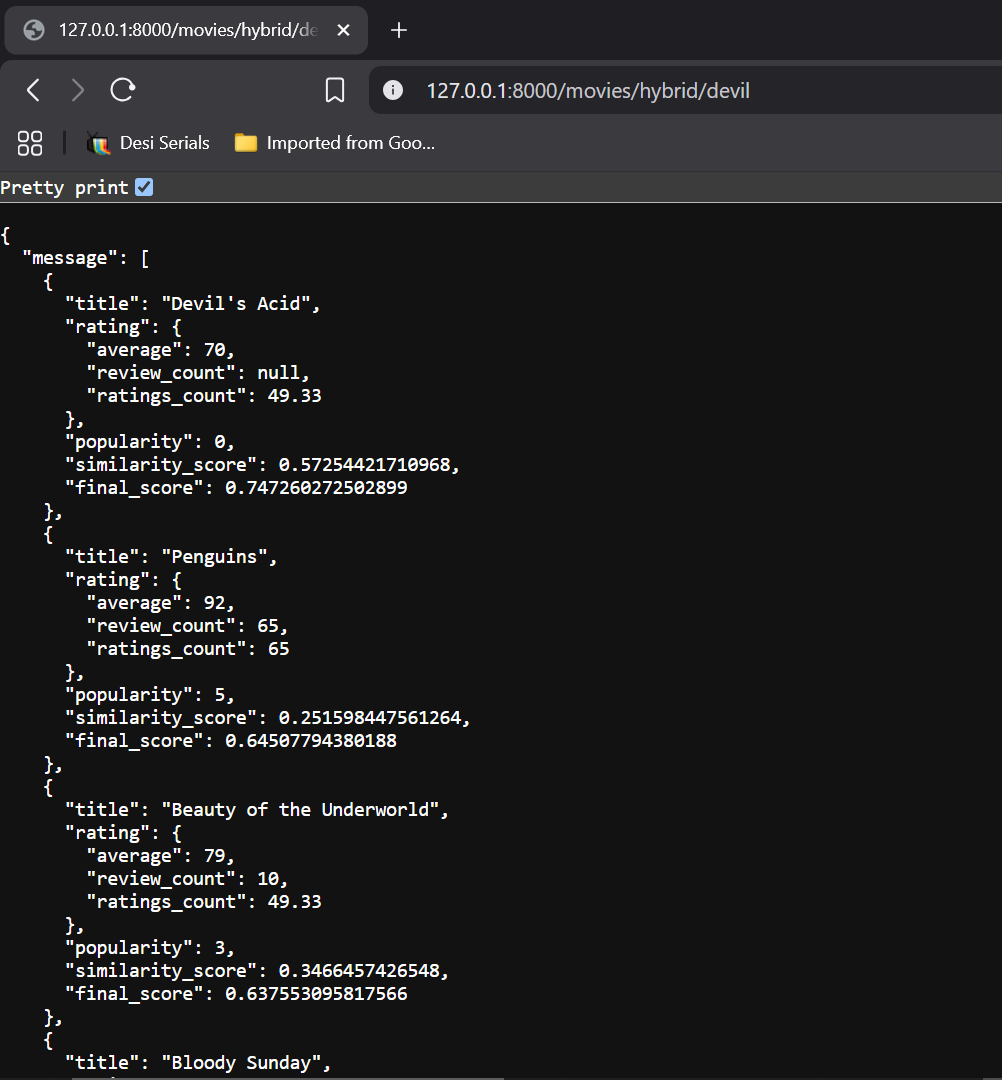 127.0.0.1:8000/movies/hybrid/de
127.0.0.1:8000/movies/hybrid/devil
Desi Serials
Imported from Goo...
Pretty print
{
  "message": [
    {
      "title": "Devil's Acid",
      "rating": {
        "average": 70,
        "review_count": null,
        "ratings_count": 49.33
      },
      "popularity": 0,
      "similarity_score": 0.57254421710968,
      "final_score": 0.747260272502899
    },
    {
      "title": "Penguins",
      "rating": {
        "average": 92,
        "review_count": 65,
        "ratings_count": 65
      },
      "popularity": 5,
      "similarity_score": 0.251598447561264,
      "final_score": 0.64507794380188
    },
    {
      "title": "Beauty of the Underworld",
      "rating": {
        "average": 79,
        "review_count": 10,
        "ratings_count": 49.33
      },
      "popularity": 3,
      "similarity_score": 0.3466457426548,
      "final_score": 0.637553095817566
    },
    {
      "title": "Bloody Sunday",